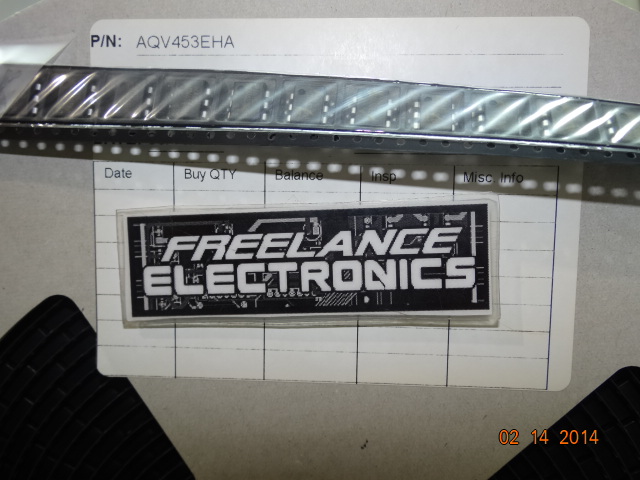 P/N: AQV453EHA
Date Buy QTY Balance Insp Misc. Info
FREELANCE
ELECTRONICS
02 14 2014